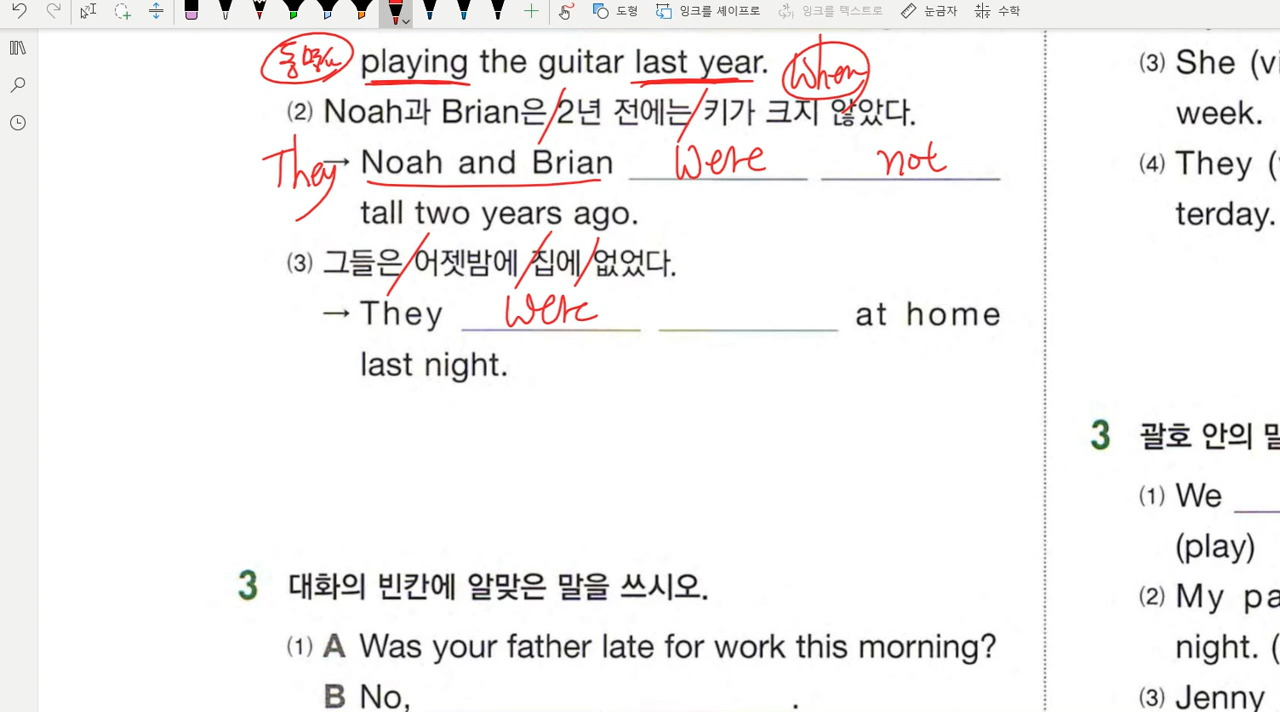 도형 잉크를 셰이프로 잉크를 텍스트로 눈금자 수학
동명사 playing the guitar last year. when
(2) Noah과 Brian은 2년 전에는 키가 크지 않았다.
They → Noah and Brian were not
tall two years ago.
(3) 그들은 어젯밤에 집에 없었다.
→ They were at home
last night.
3 대화의 빈칸에 알맞은 말을 쓰시오.
(1) A Was your father late for work this morning?
B No, .
(3) She (vi
week.
(4) They (
terday.
3 괄호 안의 말
(1) We
(play)
(2) My pa
night. (
(3) Jenny